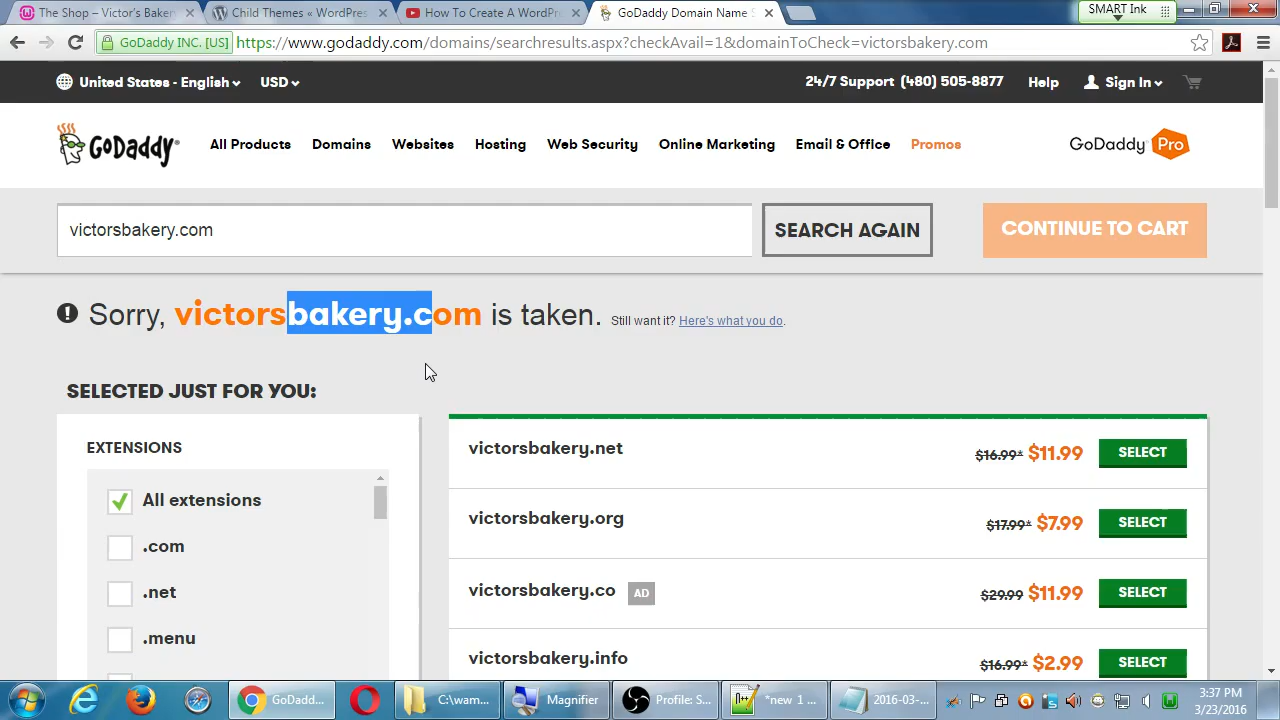 The Shop – Victor's Baker
Child Themes « WordPres
How To Create A WordPr
GoDaddy Domain Name S
SMART Ink
GoDaddy INC. [US]
https://www.godaddy.com/domains/searchresults.aspx?checkAvail=1&domainToCheck=victorsbakery.com
United States - English
USD
24/7 Support (480) 505-8877
Help
Sign In
GoDaddy
All Products
Domains
Websites
Hosting
Web Security
Online Marketing
Email & Office
Promos
GoDaddy Pro
victorsbakery.com
SEARCH AGAIN
CONTINUE TO CART
Sorry, victorsbakery.com is taken. Still want it? Here's what you do.
SELECTED JUST FOR YOU:
EXTENSIONS
All extensions
.com
.net
.menu
victorsbakery.net $16.99* $11.99 SELECT
victorsbakery.org $17.99* $7.99 SELECT
victorsbakery.co AD $29.99 $11.99 SELECT
victorsbakery.info $16.99* $2.99 SELECT
GoDadd...
C:\wam...
Magnifier
Profile: S...
*new 1 ...
2016-03-...
3:37 PM
3/23/2016